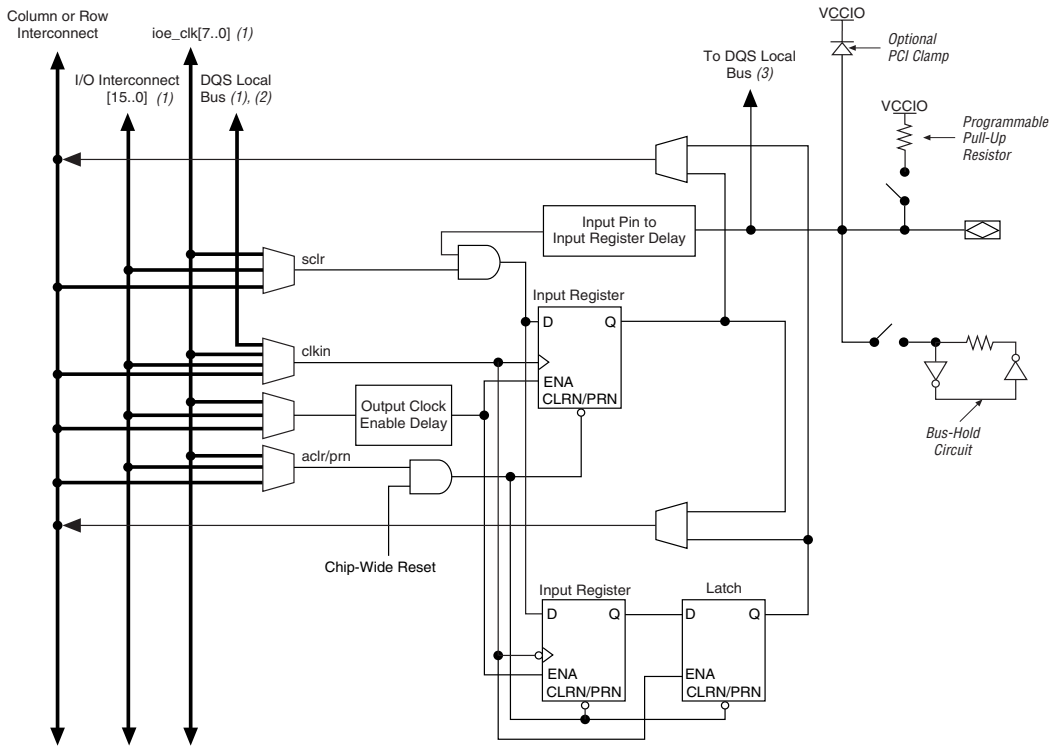 Column or Row
Interconnect
ioe_clk[7..0] (1)
I/O Interconnect
[15..0] (1)
DQS Local
Bus (1), (2)
To DQS Local
Bus (3)
VCCIO
Optional
PCI Clamp
VCCIO
Programmable
Pull-Up
Resistor
Input Pin to
Input Register Delay
sclr
Input Register
D Q
ENA
CLRN/PRN
clkin
Output Clock
Enable Delay
aclr/prn
Chip-Wide Reset
Bus-Hold
Circuit
Input Register
D Q
ENA
CLRN/PRN
Latch
D Q
ENA
CLRN/PRN